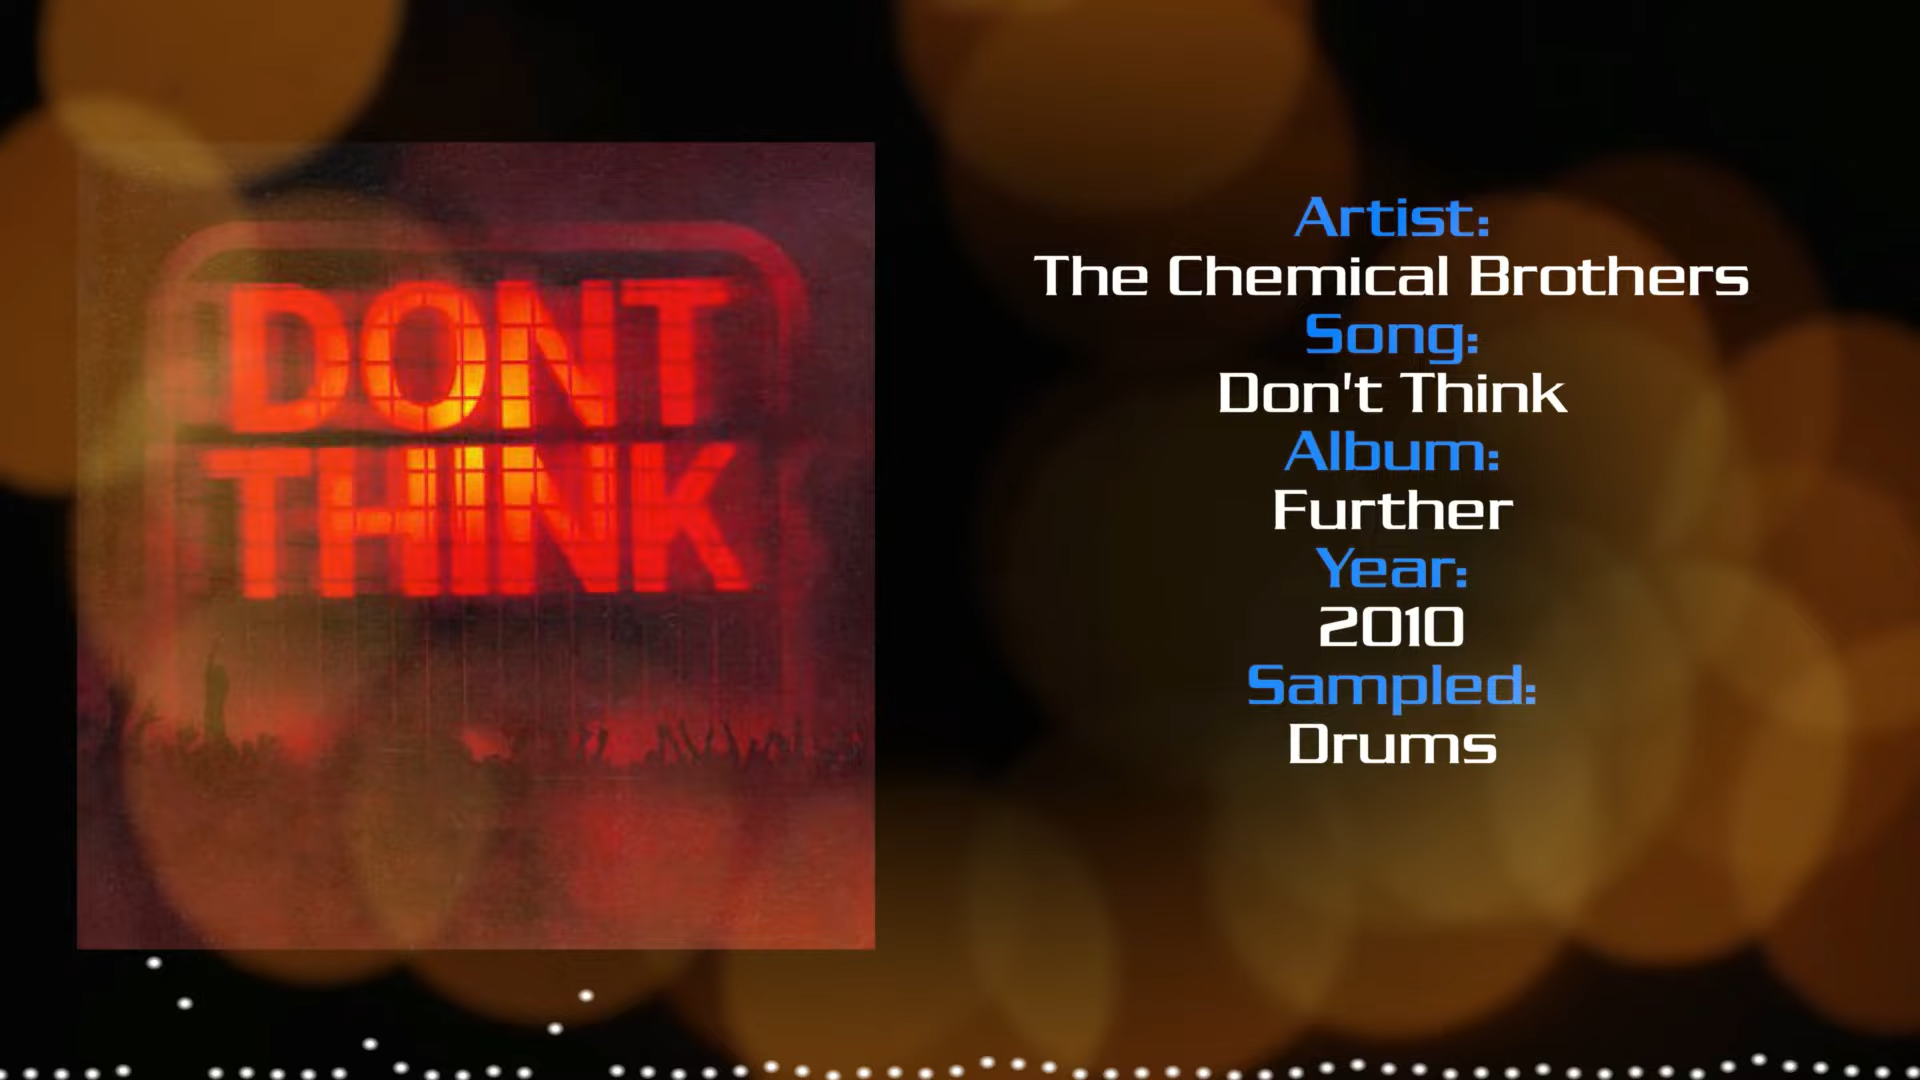 DONT
THINK
Artist:
The Chemical Brothers
Song:
Don't Think
Album:
Further
Year:
2010
Sampled:
Drums